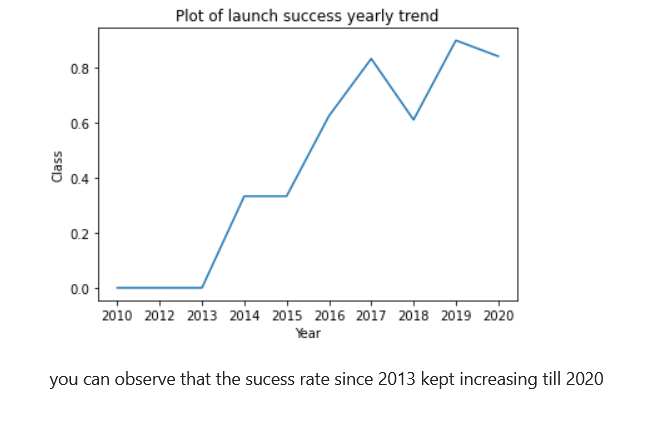 Plot of launch success yearly trend
0.8
0.6
0.4
0.2
0.0
Class
2010 2012 2013 2014 2015 2016 2017 2018 2019 2020
Year
you can observe that the sucess rate since 2013 kept increasing till 2020